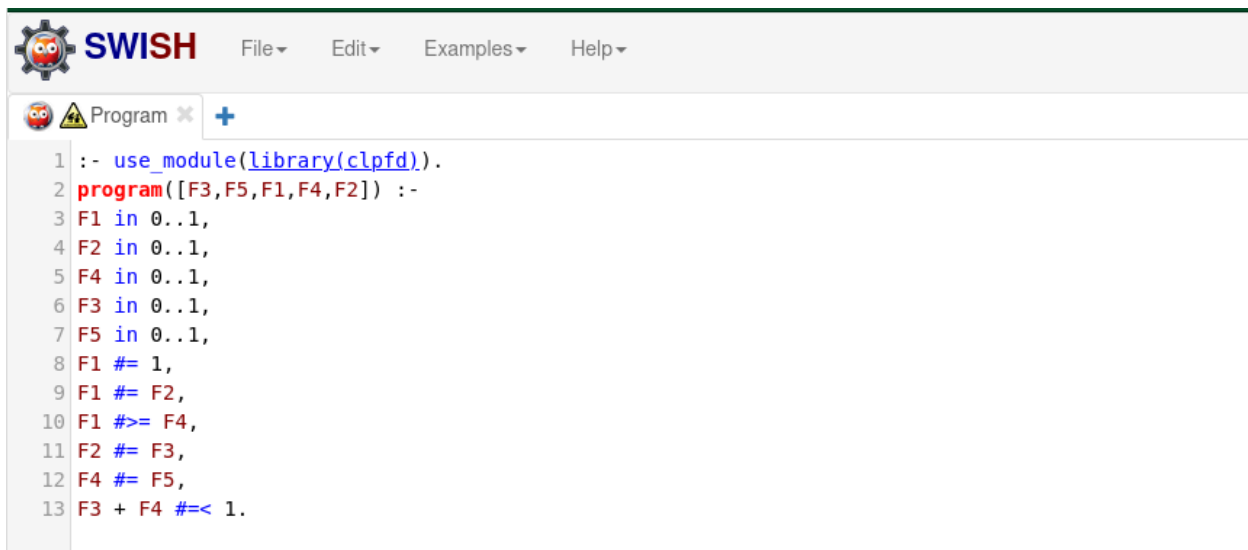 SWISH File Edit Examples Help
Program
1 :- use_module(library(clpfd)).
2 program([F3,F5,F1,F4,F2]) :-
3 F1 in 0..1,
4 F2 in 0..1,
5 F4 in 0..1,
6 F3 in 0..1,
7 F5 in 0..1,
8 F1 #= 1,
9 F1 #= F2,
10 F1 #>= F4,
11 F2 #= F3,
12 F4 #= F5,
13 F3 + F4 #=< 1.